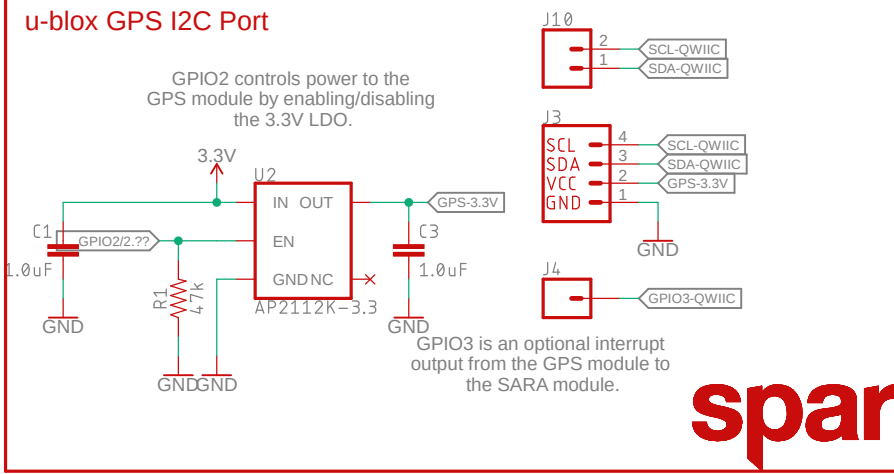 u-blox GPS I2C Port
GPIO2 controls power to the
GPS module by enabling/disabling
the 3.3V LDO.
3.3V
U2
IN OUT
EN
GND NC
AP2112K-3.3
GPS-3.3V
C1
1.0uF
GND
GPIO2/2.??
R1
47k
GND
GND
C3
1.0uF
GND
J10
2
SCL-QWIIC
1
SDA-QWIIC
J3
SCL 4 SCL-QWIIC
SDA 3 SDA-QWIIC
VCC 2 GPS-3.3V
GND 1
GND
J4
GPIO3-QWIIC
GPIO3 is an optional interrupt
output from the GPS module to
the SARA module.
spar